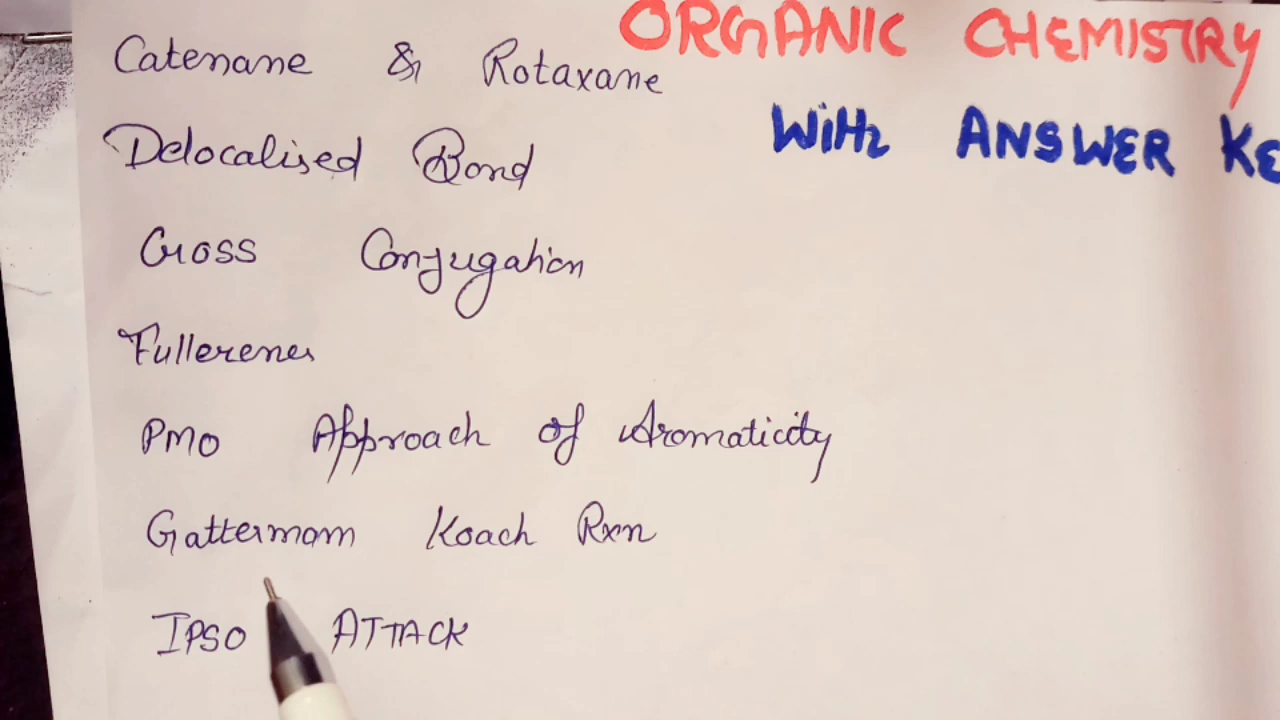 ORGANIC CHEMISTRY
Catenane & Rotaxane
WiTH ANSWER KE
Delocalised Bond
Cross Conjugation
Fullerenes
PMO Approach of Aromaticity
Gattermam Koach Rxn
IPSO ATTACK